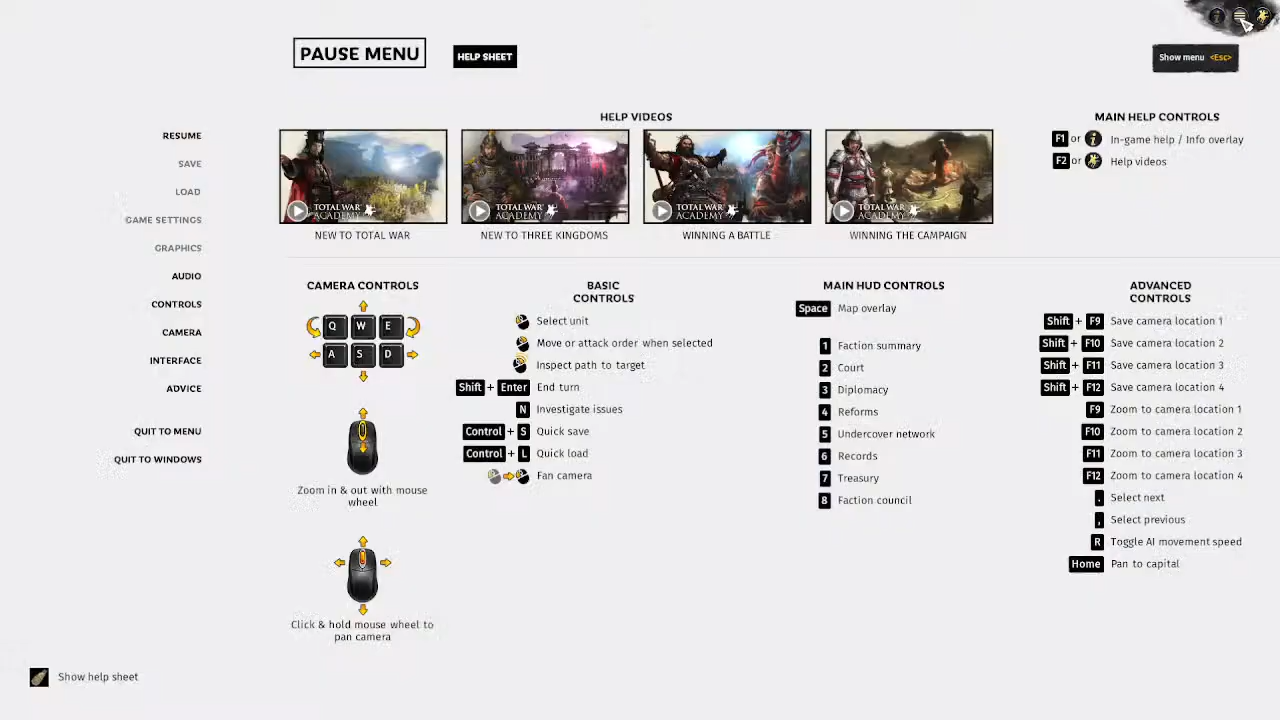 PAUSE MENU
HELP SHEET
Show menu <Esc>
RESUME
SAVE
LOAD
GAME SETTINGS
GRAPHICS
AUDIO
CONTROLS
CAMERA
INTERFACE
ADVICE
QUIT TO MENU
QUIT TO WINDOWS
HELP VIDEOS
TOTAL WAR
ACADEMY
NEW TO TOTAL WAR
TOTAL WAR
ACADEMY
NEW TO THREE KINGDOMS
TOTAL WAR
ACADEMY
WINNING A BATTLE
TOTAL WAR
ACADEMY
WINNING THE CAMPAIGN
MAIN HELP CONTROLS
F1 or In-game help / Info overlay
F2 or Help videos
CAMERA CONTROLS
Q W E
A S D
Zoom in & out with mouse
wheel
Click & hold mouse wheel to
pan camera
BASIC
CONTROLS
Select unit
Move or attack order when selected
Inspect path to target
Shift + Enter End turn
N Investigate issues
Control + S Quick save
Control + L Quick load
Fan camera
MAIN HUD CONTROLS
Space Map overlay
1 Faction summary
2 Court
3 Diplomacy
4 Reforms
5 Undercover network
6 Records
7 Treasury
8 Faction council
ADVANCED
CONTROLS
Shift + F9 Save camera location 1
Shift + F10 Save camera location 2
Shift + F11 Save camera location 3
Shift + F12 Save camera location 4
F9 Zoom to camera location 1
F10 Zoom to camera location 2
F11 Zoom to camera location 3
F12 Zoom to camera location 4
. Select next
, Select previous
R Toggle AI movement speed
Home Pan to capital
Show help sheet